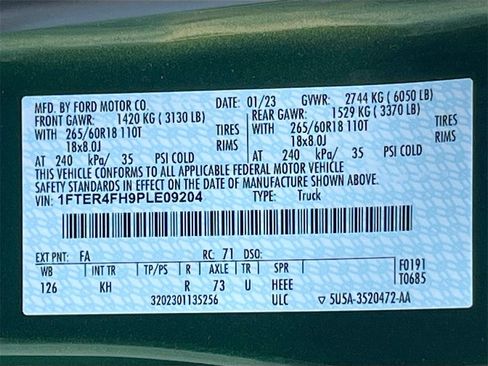 MFD. BY FORD MOTOR CO. DATE: 01/23 GVWR: 2744 KG ( 6050 LB)
FRONT GAWR: 1420 KG ( 3130 LB) REAR GAWR: 1529 KG ( 3370 LB)
WITH 265/60R18 110T TIRES WITH 265/60R18 110T TIRES
18x8.0J RIMS 18x8.0J RIMS
AT 240 kPa/ 35 PSI COLD AT 240 kPa/ 35 PSI COLD
THIS VEHICLE CONFORMS TO ALL APPLICABLE FEDERAL MOTOR VEHICLE
SAFETY STANDARDS IN EFFECT ON THE DATE OF MANUFACTURE SHOWN ABOVE.
VIN: 1FTER4FH9PLE09204 TYPE: Truck
EXT PNT: FA RC: 71 DSO:
WB INT TR TP/PS R AXLE TR SPR F0191
126 KH R 73 U HEEE T0685
3202301135256 ULC ▽ 5U5A-3520472-AA